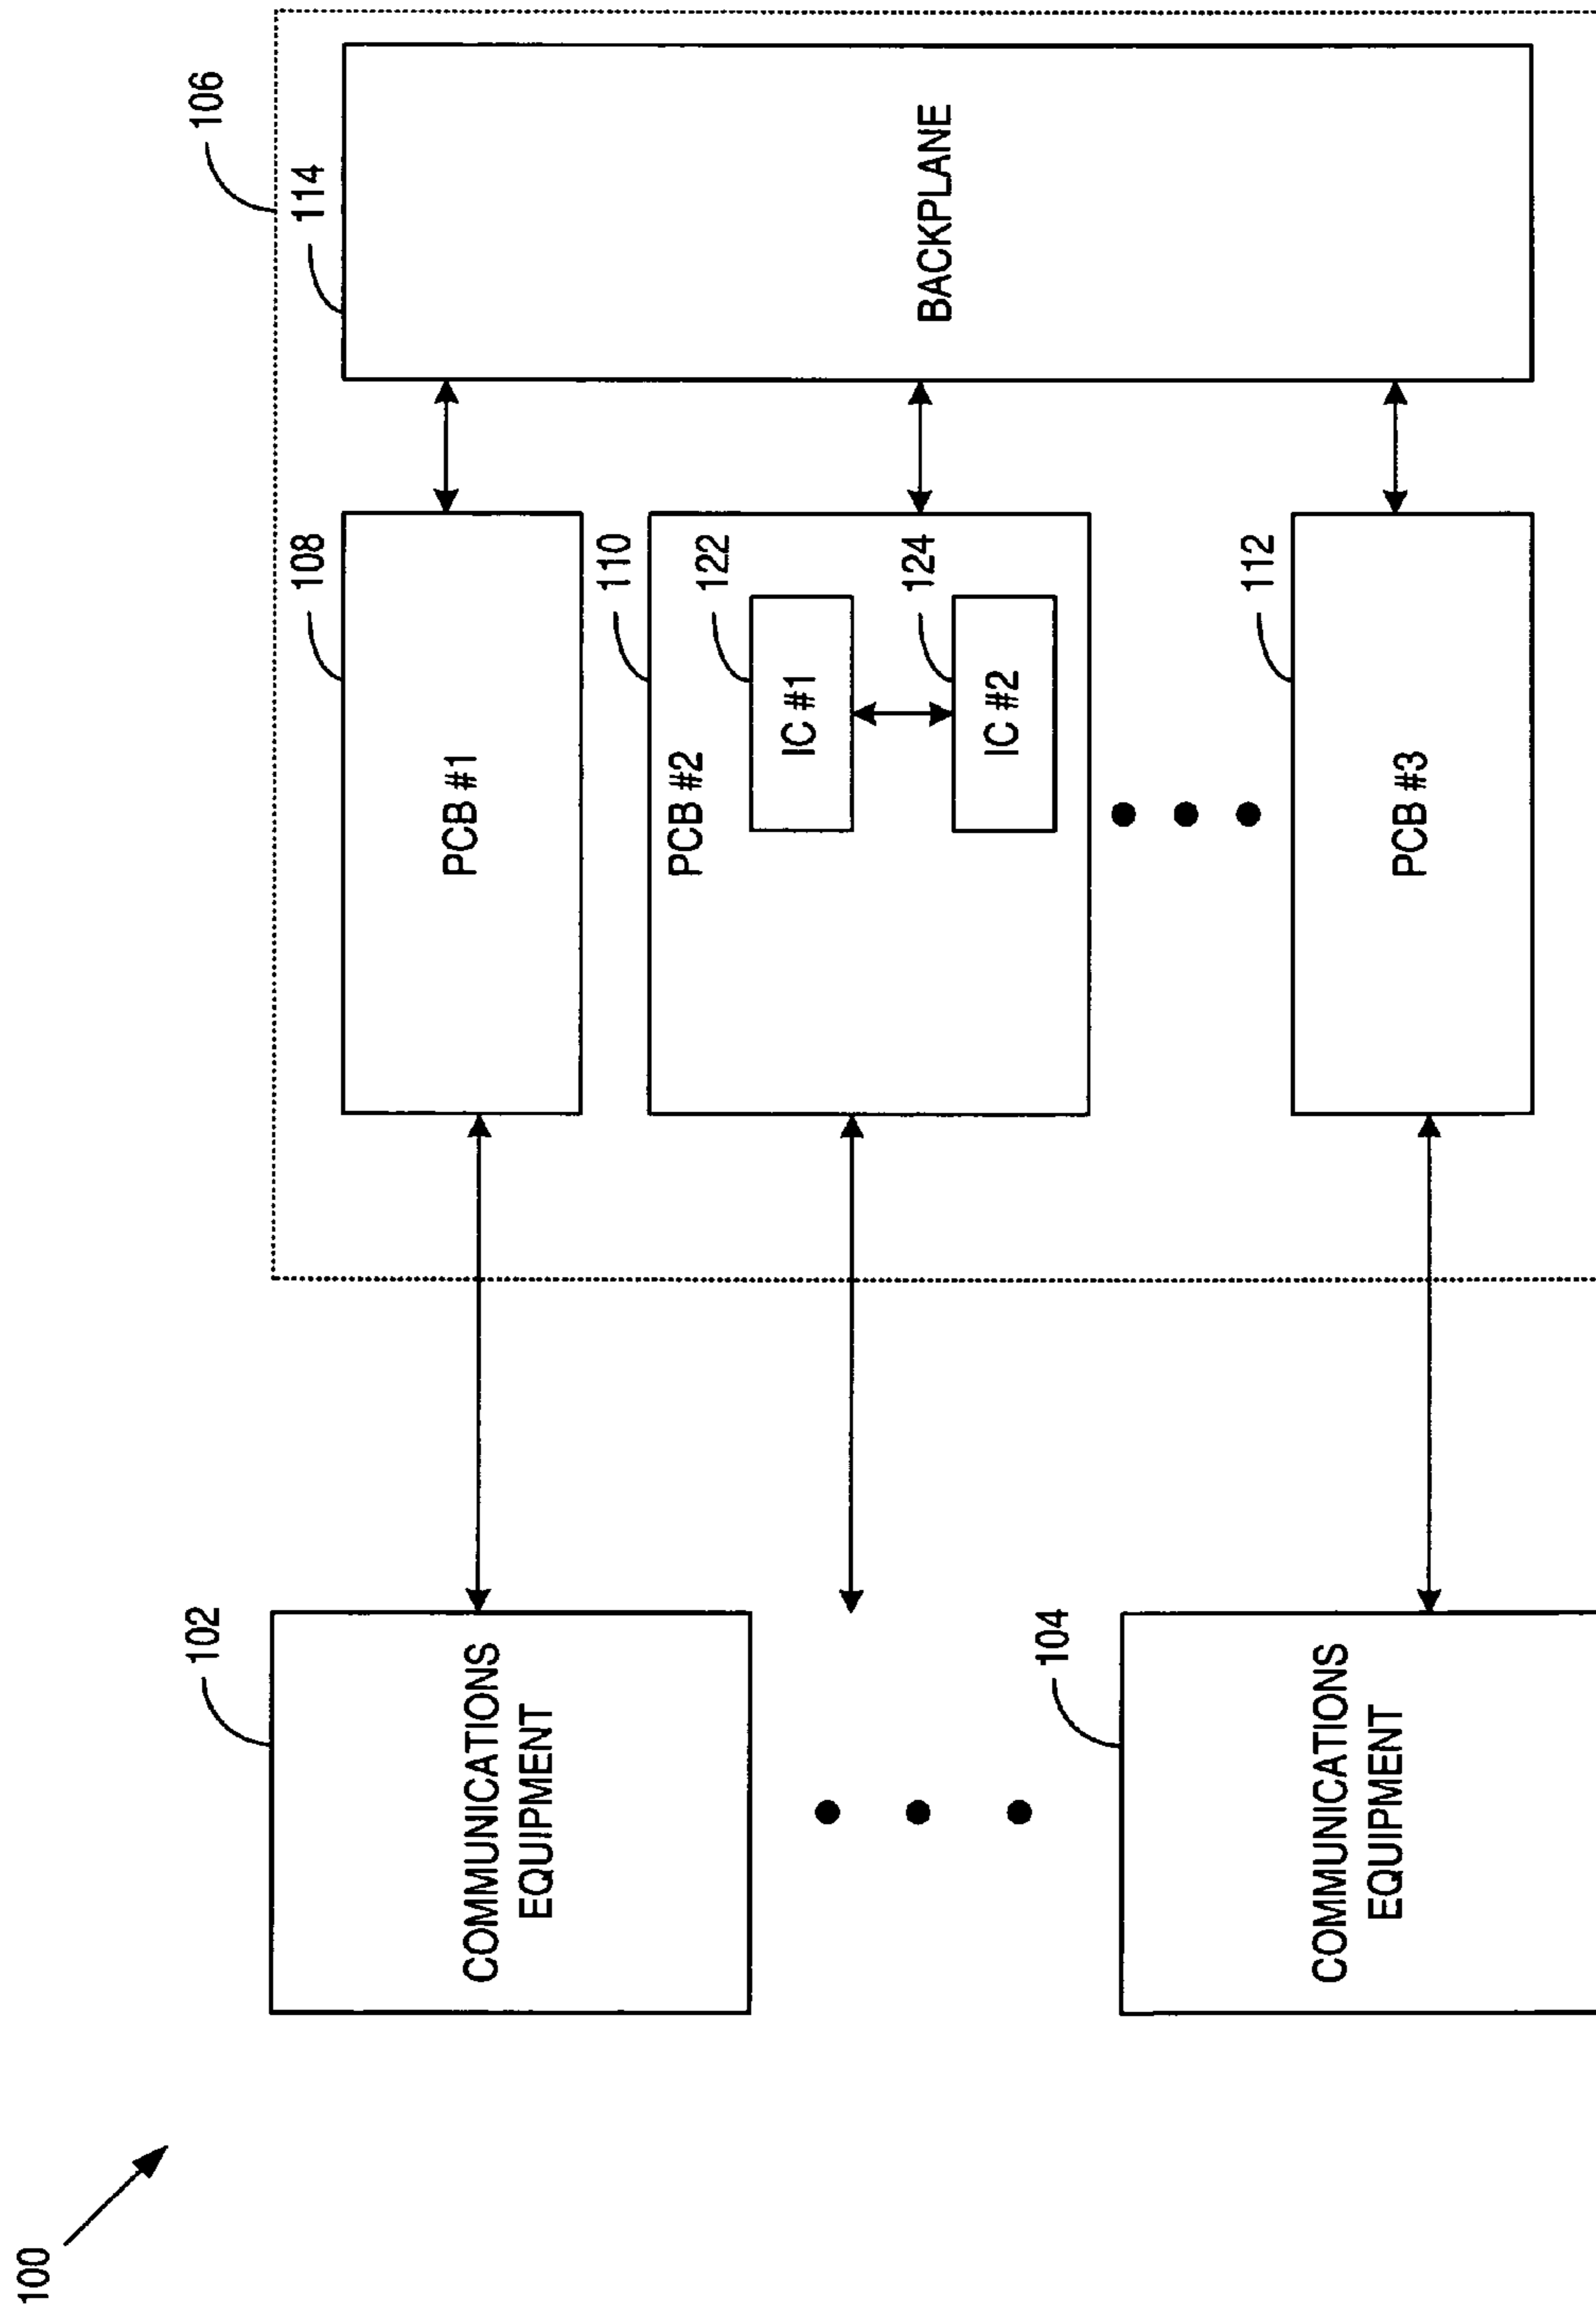 100
102
COMMUNICATIONS
EQUIPMENT
104
COMMUNICATIONS
EQUIPMENT
106
108
PCB #1
110
PCB #2
122
IC #1
124
IC #2
112
PCB #3
114
BACKPLANE